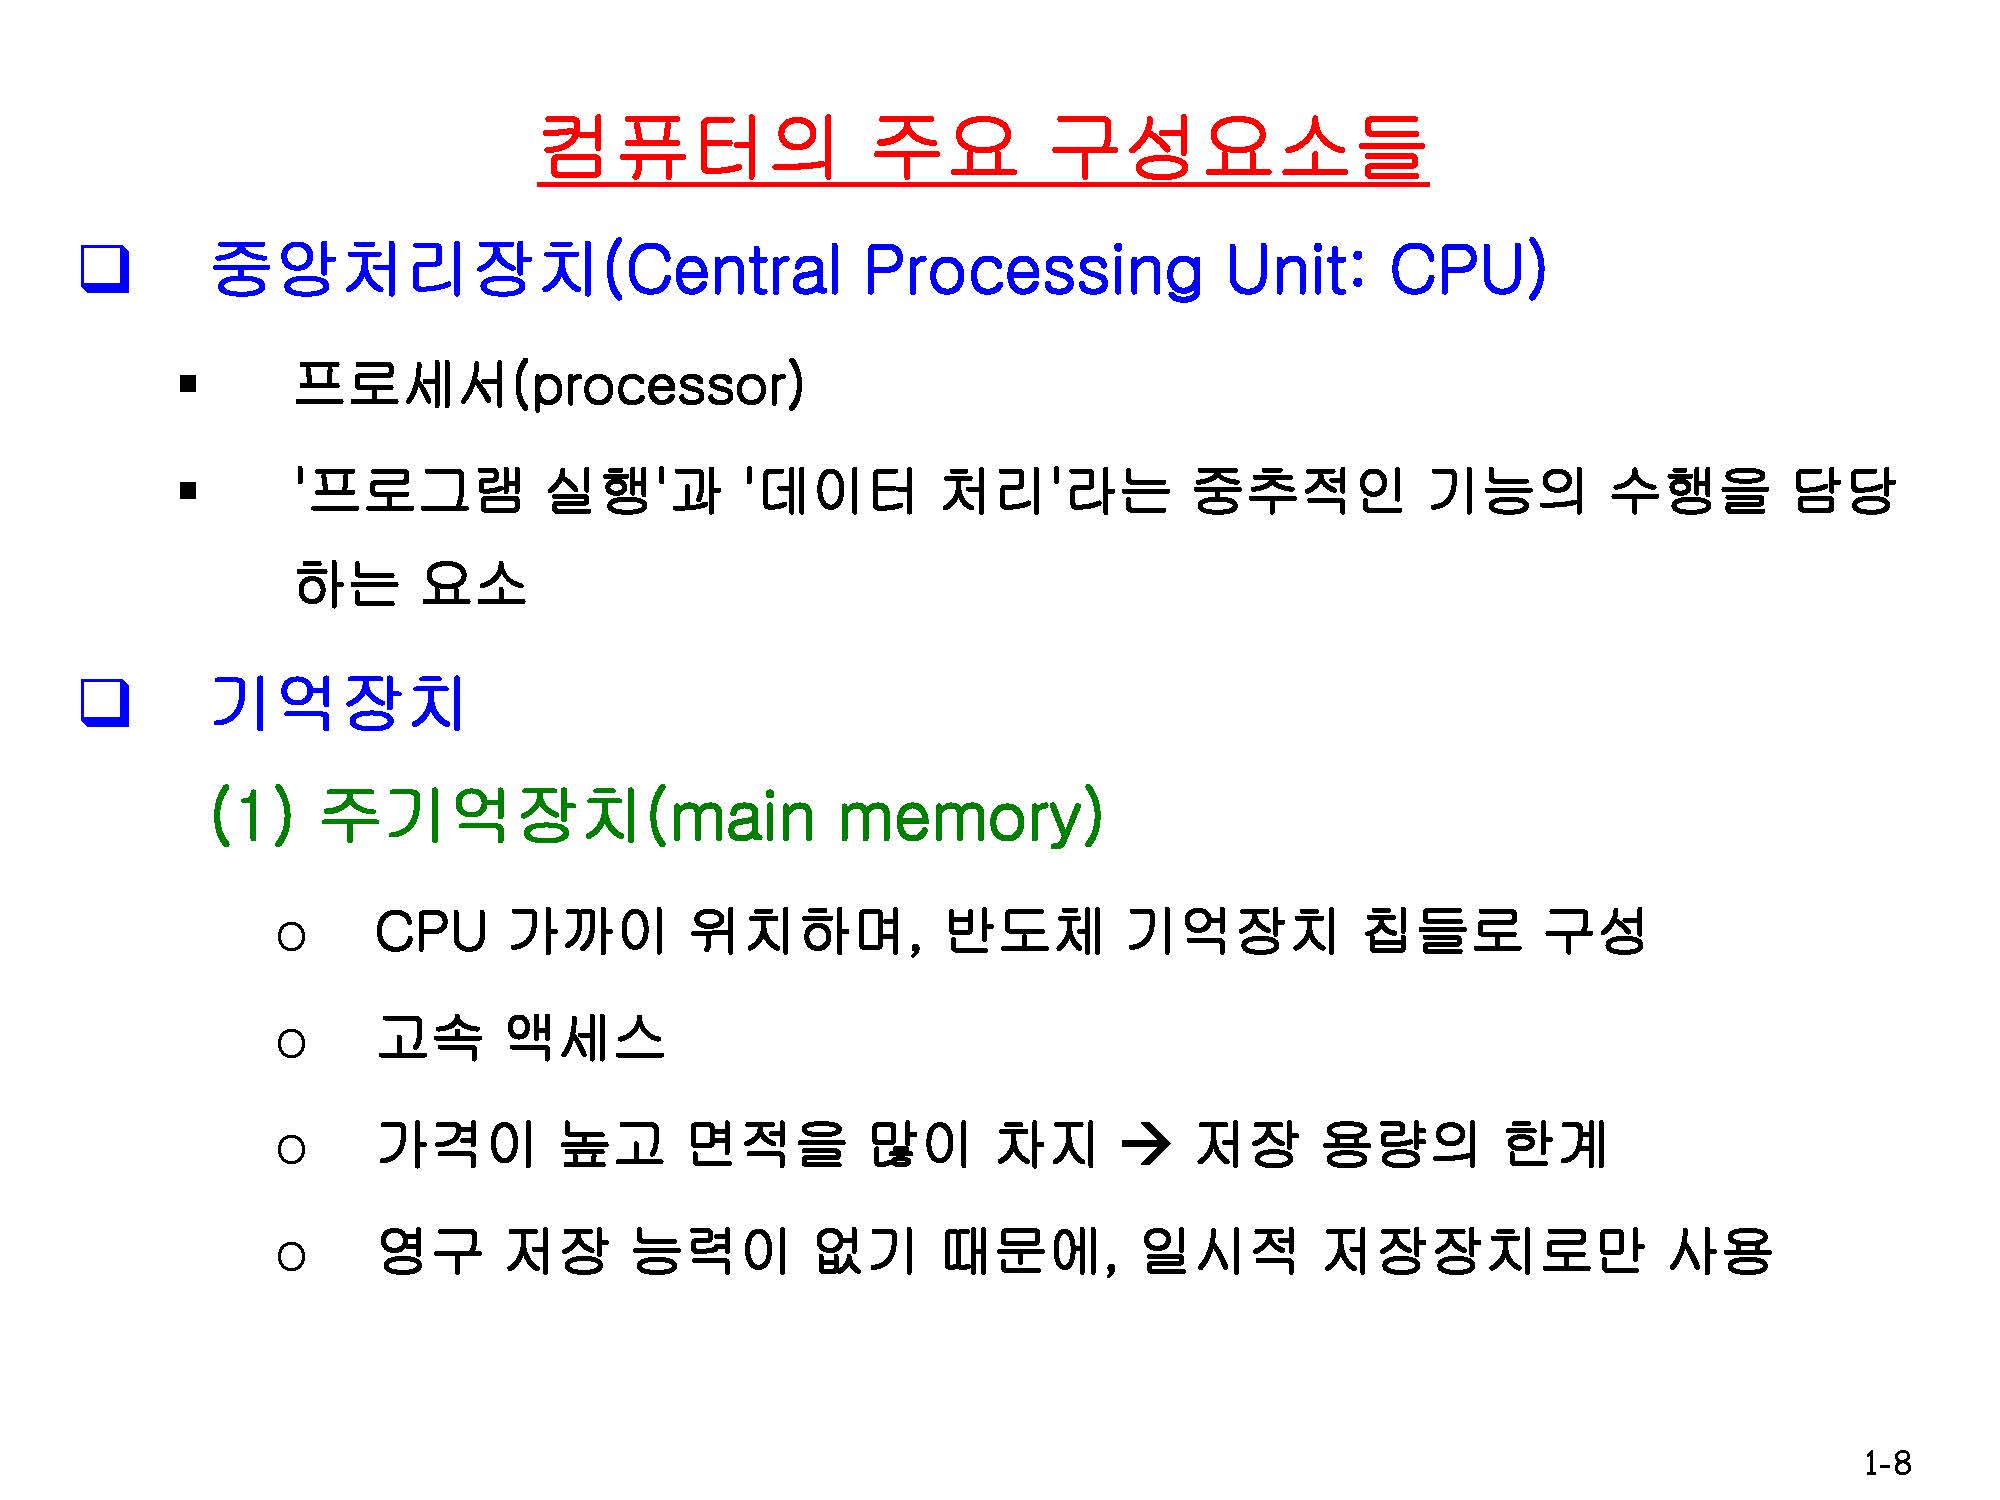 컴퓨터의 주요 구성요소들
❑ 중앙처리장치(Central Processing Unit: CPU)
▪ 프로세서(processor)
▪ '프로그램 실행'과 '데이터 처리'라는 중추적인 기능의 수행을 담당
하는 요소
❑ 기억장치
(1) 주기억장치(main memory)
o CPU 가까이 위치하며, 반도체 기억장치 칩들로 구성
o 고속 액세스
o 가격이 높고 면적을 많이 차지 → 저장 용량의 한계
o 영구 저장 능력이 없기 때문에, 일시적 저장장치로만 사용
1-8